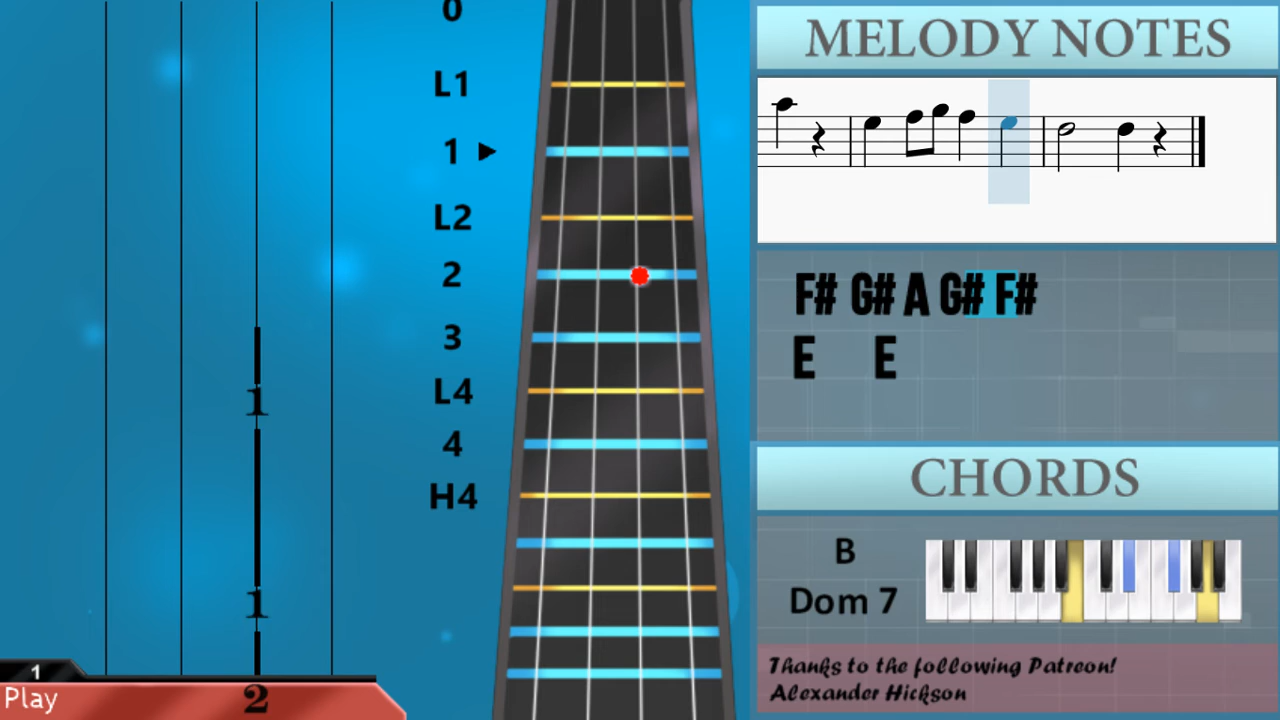 0
L1
1 ►
L2
2
3
L4
4
H4
1
1
1
Play
2
MELODY NOTES
F# G# A G# F#
E E
CHORDS
B
Dom 7
Thanks to the following Patreon!
Alexander Hickson